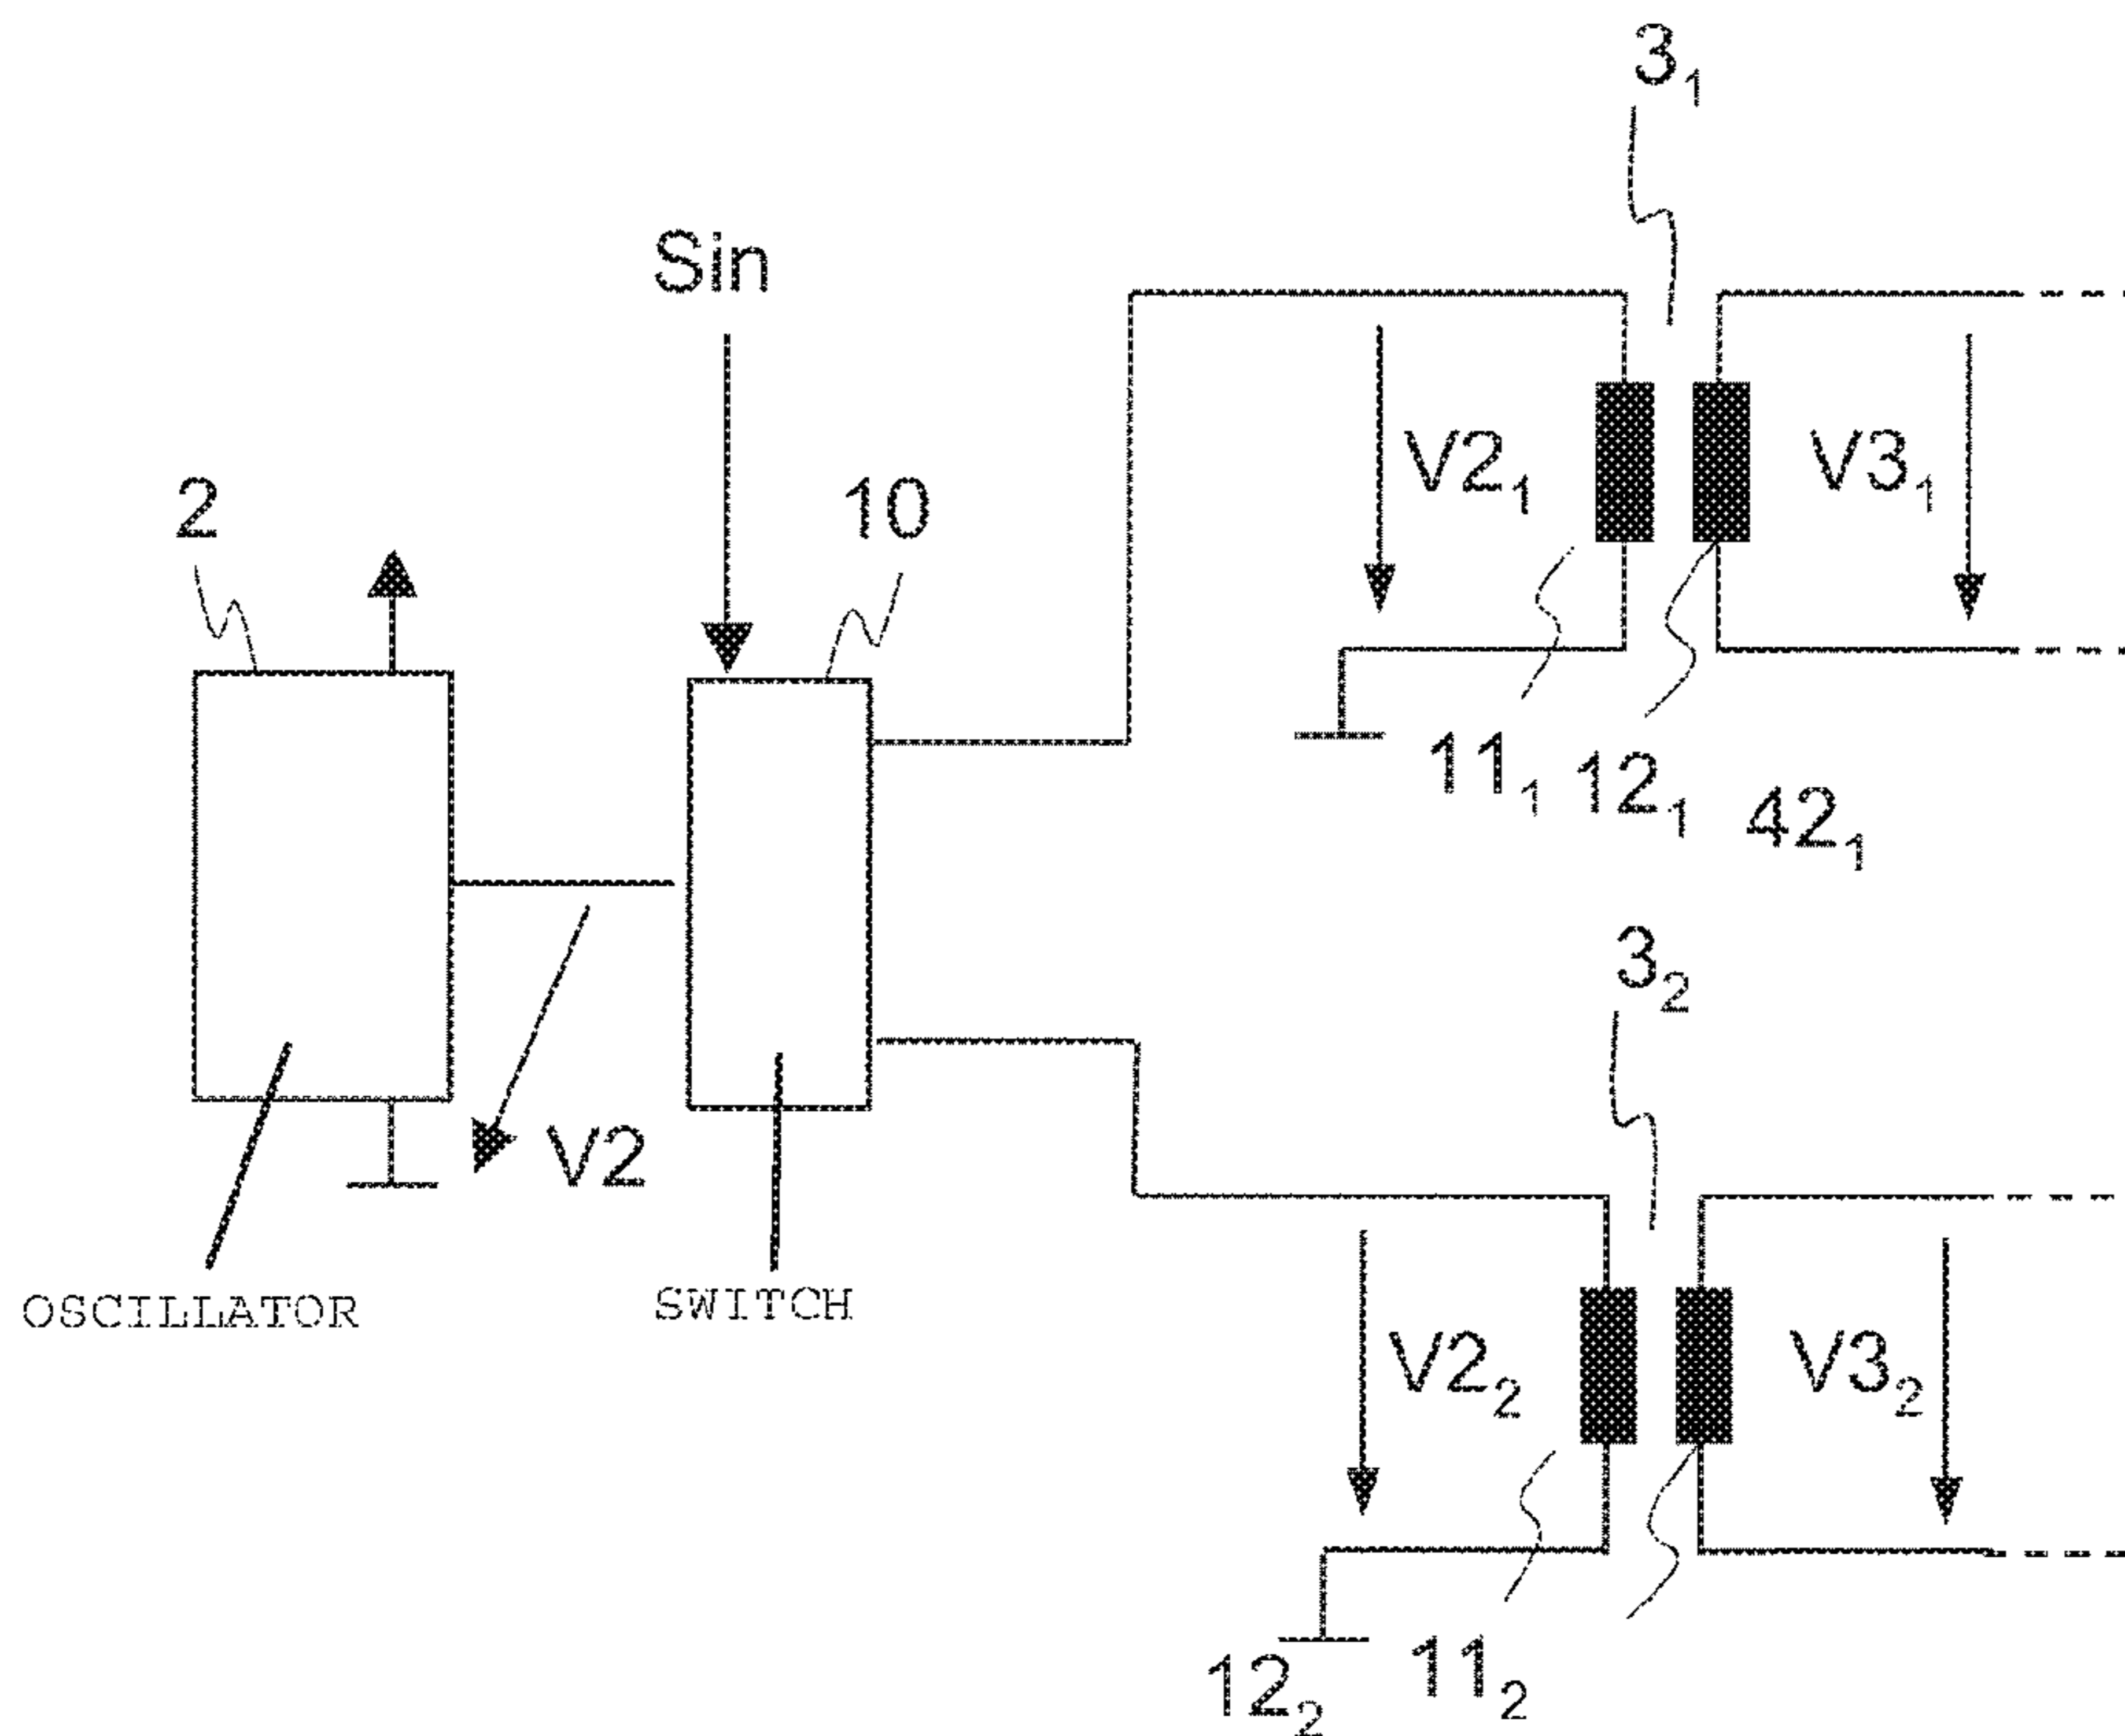 3₁
Sin
2
10
V2₁
V3₁
11₁
12₁
42₁
3₂
V2
OSCILLATOR
SWITCH
V2₂
V3₂
12₂
11₂